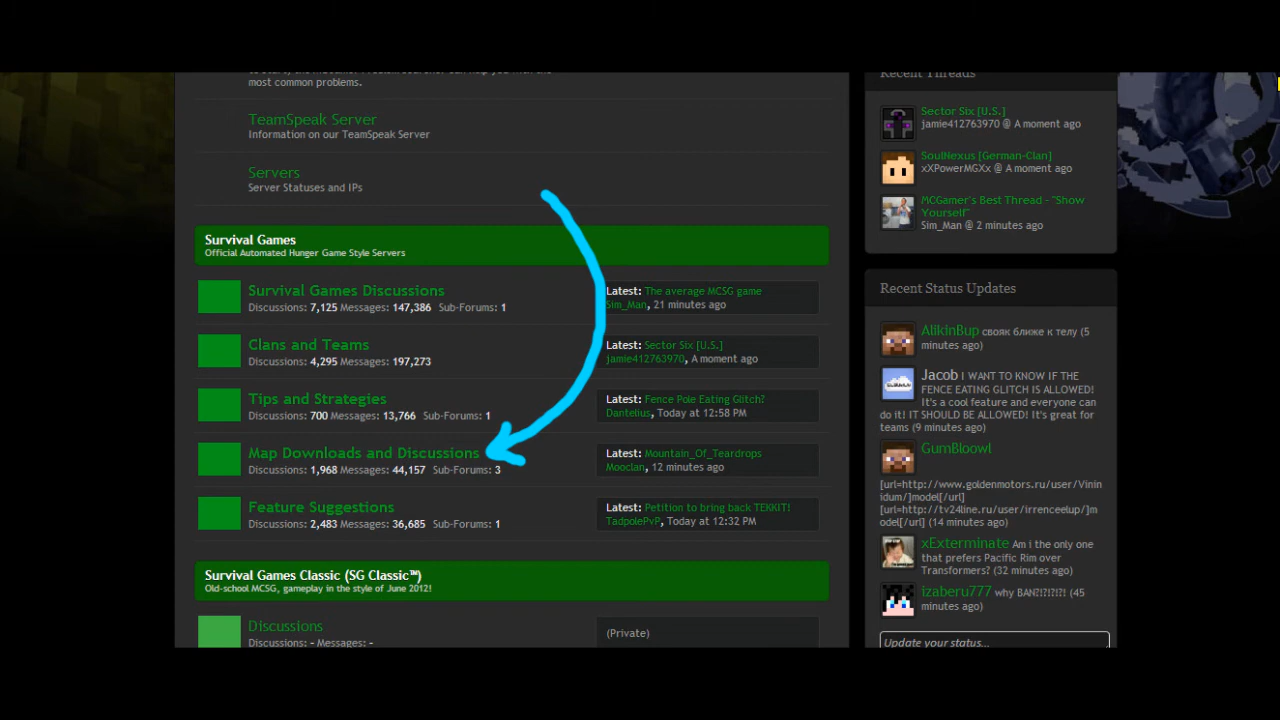 most common problems.
TeamSpeak Server
Information on our TeamSpeak Server
Servers
Server Statuses and IPs
Survival Games
Official Automated Hunger Game Style Servers
Survival Games Discussions
Discussions: 7,125 Messages: 147,386 Sub-Forums: 1
Latest: The average MCSG game
Sim_Man, 21 minutes ago
Clans and Teams
Discussions: 4,295 Messages: 197,273
Latest: Sector Six [U.S.]
jamie412763970, A moment ago
Tips and Strategies
Discussions: 700 Messages: 13,766 Sub-Forums: 1
Latest: Fence Pole Eating Glitch?
Dantelius, Today at 12:58 PM
Map Downloads and Discussions
Discussions: 1,968 Messages: 44,157 Sub-Forums: 3
Latest: Mountain_Of_Teardrops
Mooclan, 12 minutes ago
Feature Suggestions
Discussions: 2,483 Messages: 36,685 Sub-Forums: 1
Latest: Petition to bring back TEKKIT!
TadpolePvP, Today at 12:32 PM
Survival Games Classic (SG Classic™)
Old-school MCSG, gameplay in the style of June 2012!
Discussions
Discussions: - Messages: -
(Private)
Recent Threads
Sector Six [U.S.]
jamie412763970 @ A moment ago
SoulNexus [German-Clan]
xXPowerMGXx @ A moment ago
MCGamer's Best Thread - "Show
Yourself"
Sim_Man @ 2 minutes ago
Recent Status Updates
AlikinBup свояк ближе к телу (5
minutes ago)
Jacob I WANT TO KNOW IF THE
FENCE EATING GLITCH IS ALLOWED!
It's a cool feature and everyone can
do it! IT SHOULD BE ALLOWED! It's great for
teams (9 minutes ago)
GumBloowl
[url=http://www.goldenmotors.ru/user/Vinin
idum/]model[/url]
[url=http://tv24line.ru/user/irrenceelup/]m
odel[/url] (14 minutes ago)
xExterminate Am i the only one
that prefers Pacific Rim over
Transformers? (32 minutes ago)
izaberu777 why BAN?!?!?!?! (45
minutes ago)
Update your status...